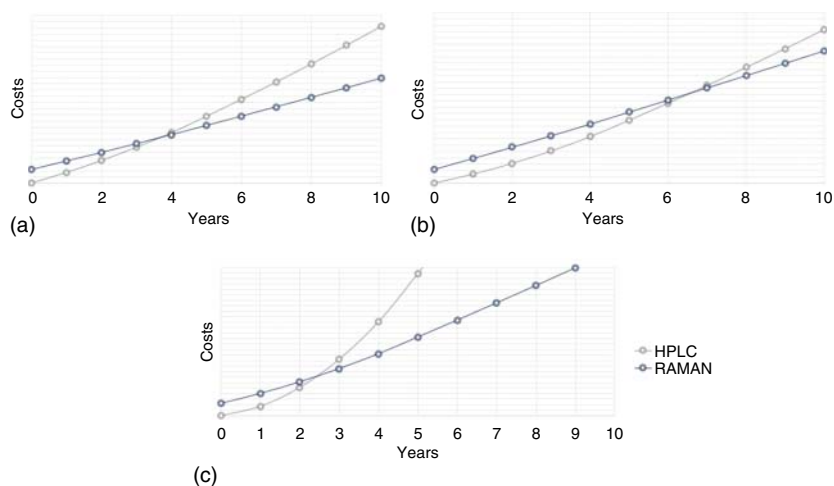 Costs
0 2 4 6 8 10
Years
(a)
Costs
0 2 4 6 8 10
Years
(b)
Costs
0 1 2 3 4 5 6 7 8 9 10
Years
(c)
HPLC
RAMAN